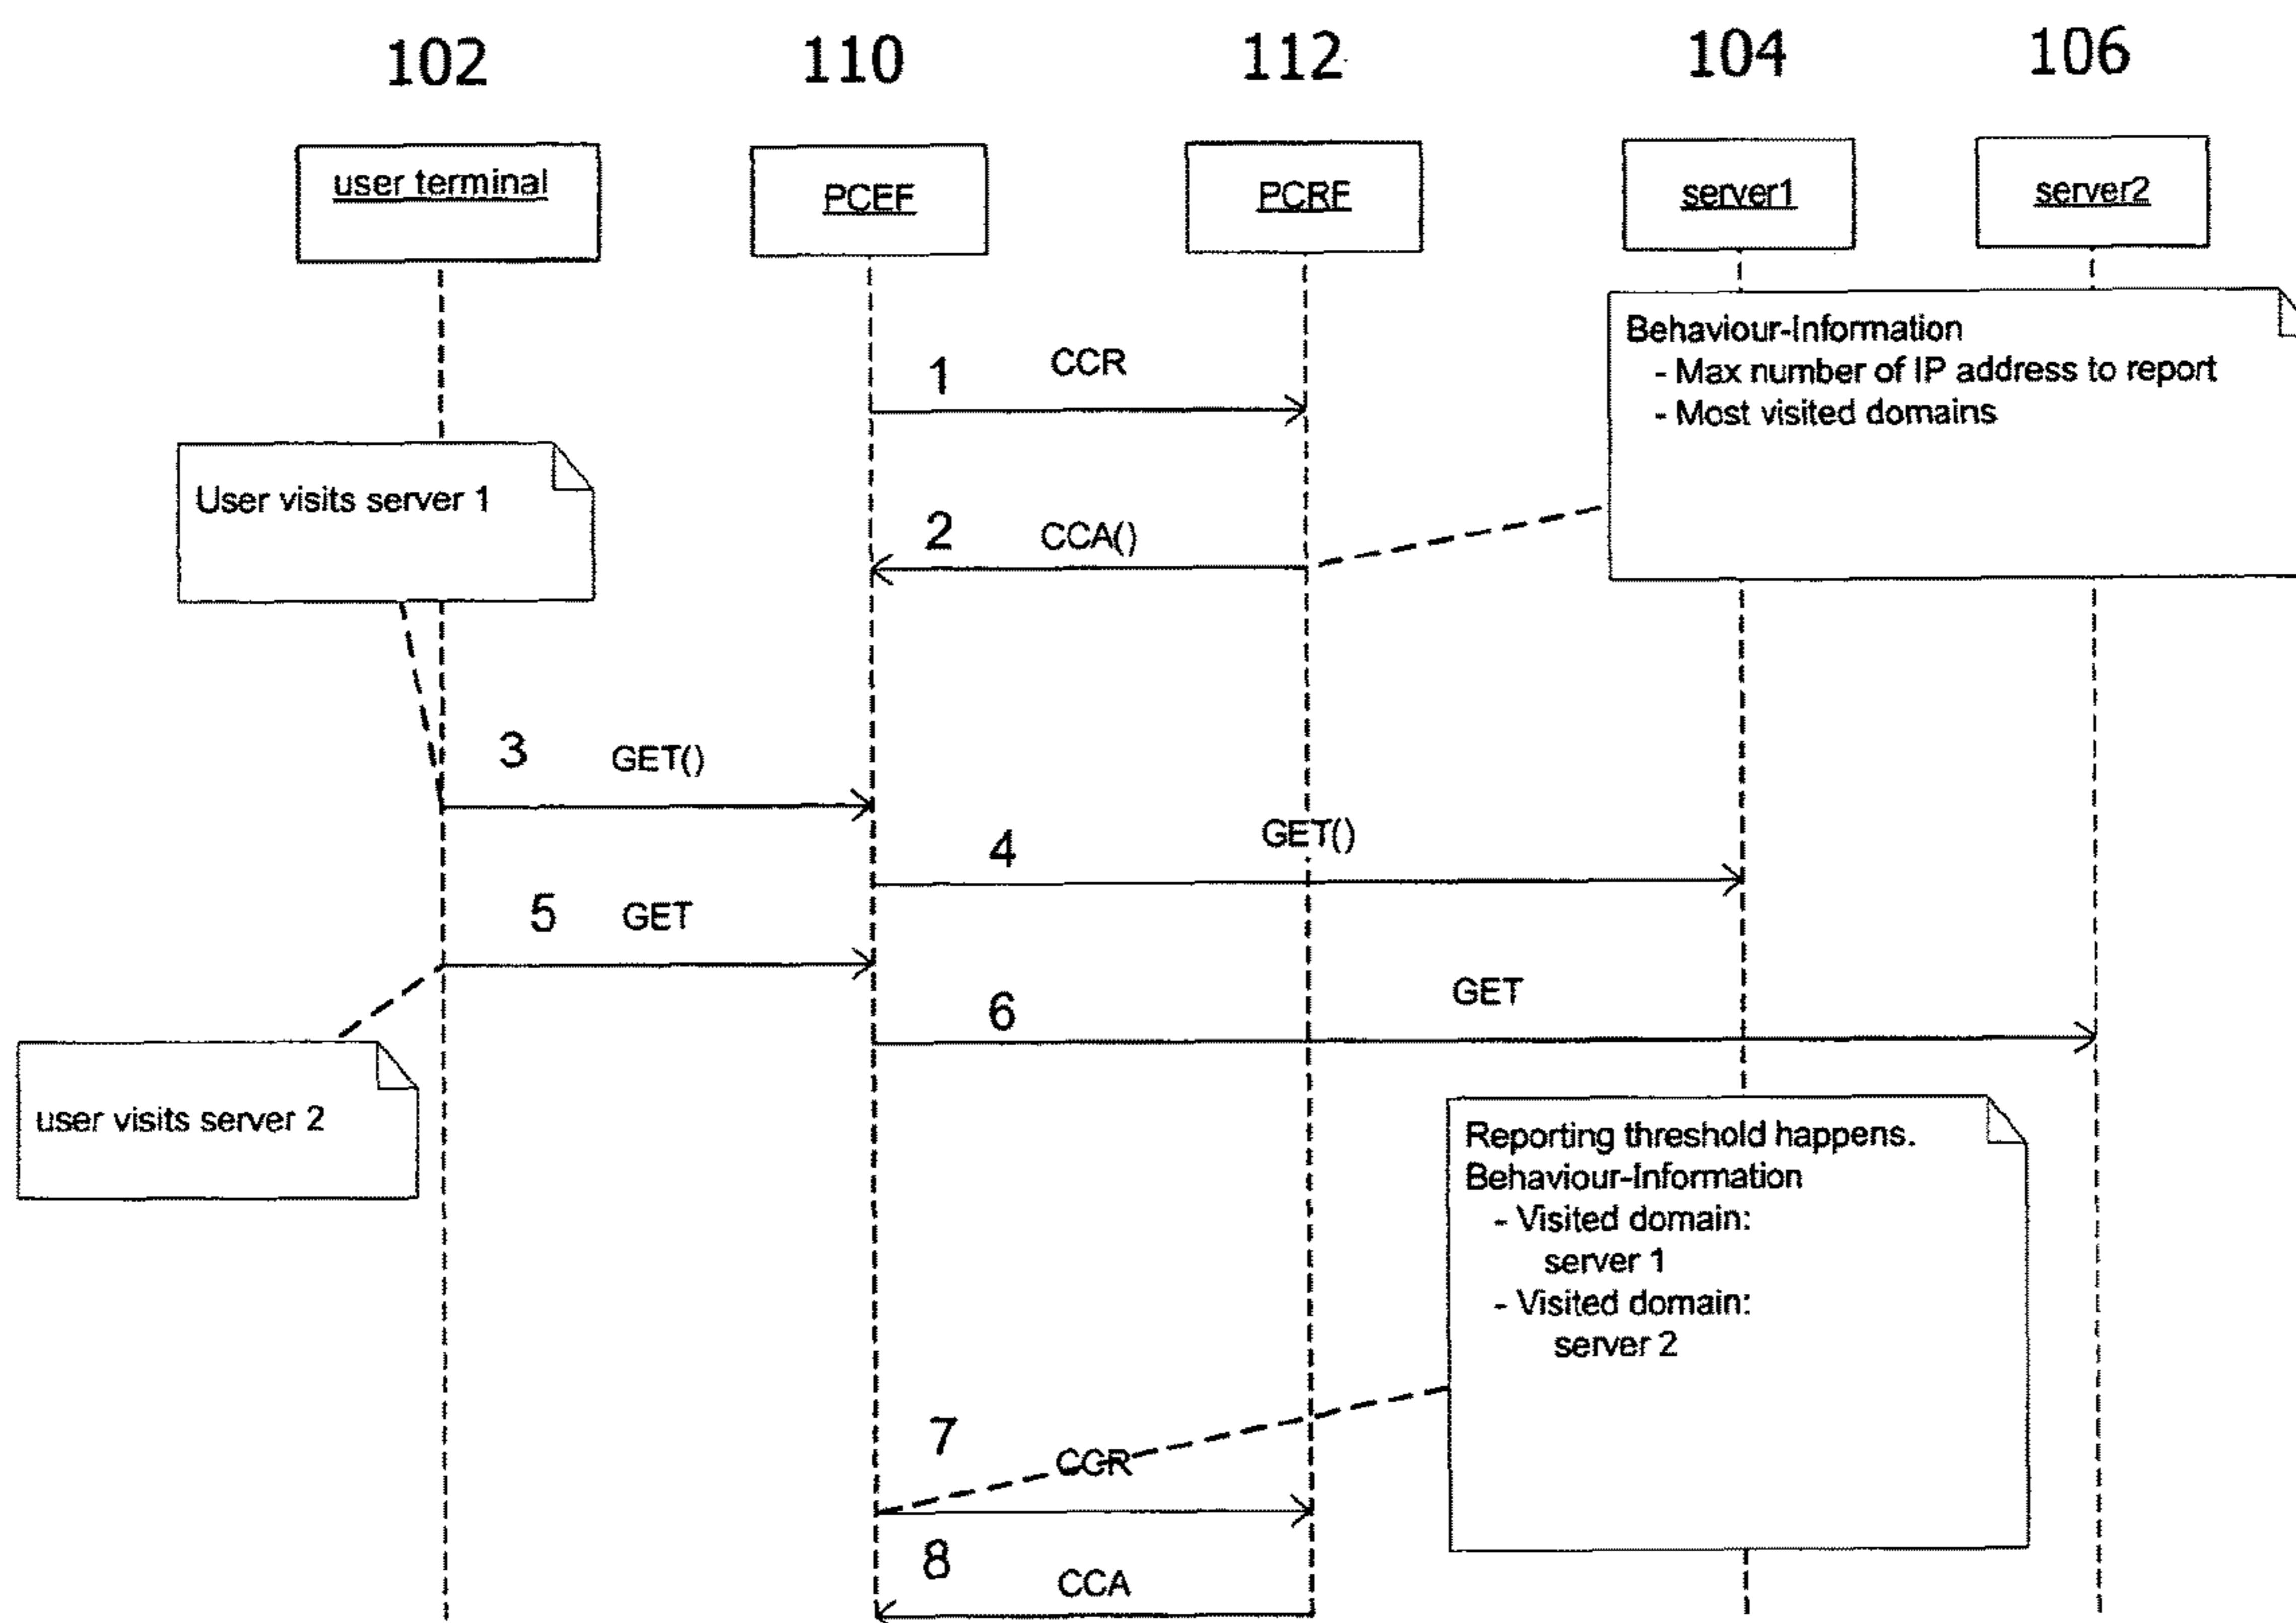 102 110 112 104 106
user terminal PCEF PCRF server1 server2
Behaviour-Information
- Max number of IP address to report
- Most visited domains
1 CCR
User visits server 1
2 CCA()
3 GET()
4 GET()
5 GET
6 GET
user visits server 2
Reporting threshold happens.
Behaviour-Information
- Visited domain:
server 1
- Visited domain:
server 2
7 CCR
8 CCA